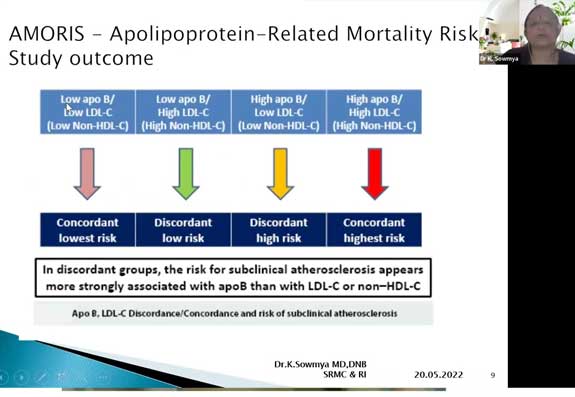 AMORIS – Apolipoprotein-Related Mortality Risk
Study outcome
Dr K. Sowmya
Low apo B/
Low LDL-C
(Low Non-HDL-C)
Low apo B/
High LDL-C
(High Non-HDL-C)
High apo B/
Low LDL-C
(Low Non-HDL-C)
High apo B/
High LDL-C
(High Non-HDL-C)
Concordant
lowest risk
Discordant
low risk
Discordant
high risk
Concordant
highest risk
In discordant groups, the risk for subclinical atherosclerosis appears
more strongly associated with apoB than with LDL-C or non–HDL-C
Apo B, LDL-C Discordance/Concordance and risk of subclinical atherosclerosis
Dr.K.Sowmya MD,DNB
SRMC & RI
20.05.2022
9